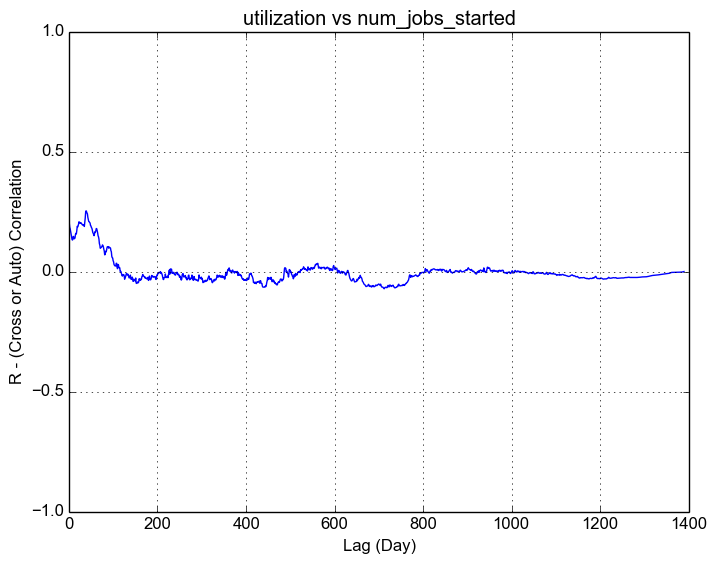 utilization vs num_jobs_started
1.0
0.5
0.0
−0.5
−1.0
R - (Cross or Auto) Correlation
0 200 400 600 800 1000 1200 1400
Lag (Day)